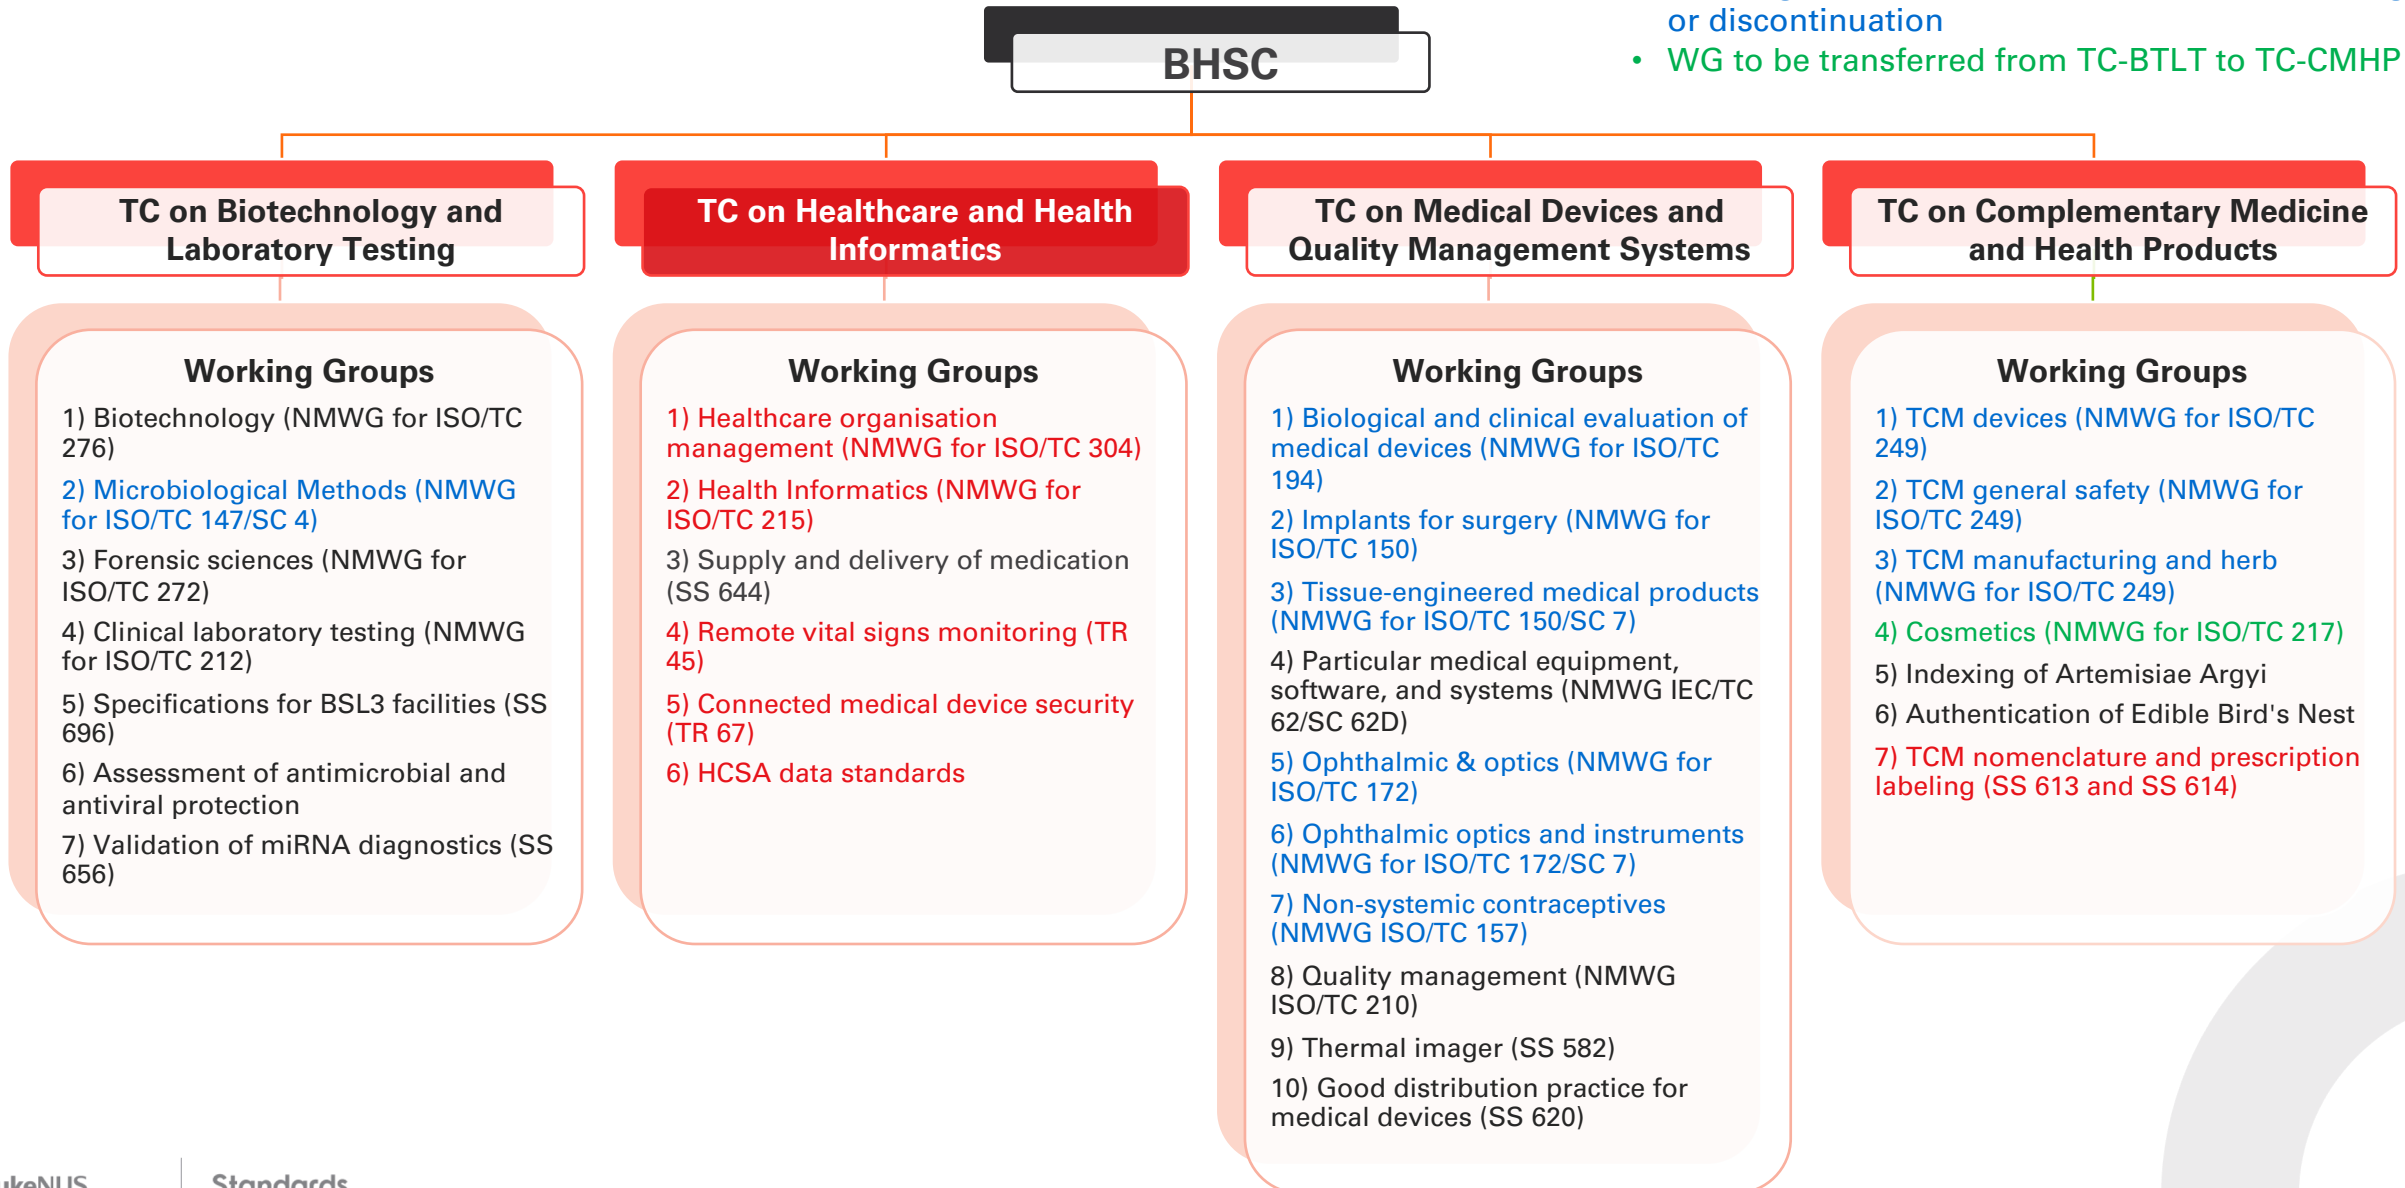 or discontinuation
• WG to be transferred from TC-BTLT to TC-CMHP
BHSC
TC on Biotechnology and
Laboratory Testing
Working Groups
1) Biotechnology (NMWG for ISO/TC
276)
2) Microbiological Methods (NMWG
for ISO/TC 147/SC 4)
3) Forensic sciences (NMWG for
ISO/TC 272)
4) Clinical laboratory testing (NMWG
for ISO/TC 212)
5) Specifications for BSL3 facilities (SS
696)
6) Assessment of antimicrobial and
antiviral protection
7) Validation of miRNA diagnostics (SS
656)
TC on Healthcare and Health
Informatics
Working Groups
1) Healthcare organisation
management (NMWG for ISO/TC 304)
2) Health Informatics (NMWG for
ISO/TC 215)
3) Supply and delivery of medication
(SS 644)
4) Remote vital signs monitoring (TR
45)
5) Connected medical device security
(TR 67)
6) HCSA data standards
TC on Medical Devices and
Quality Management Systems
Working Groups
1) Biological and clinical evaluation of
medical devices (NMWG for ISO/TC
194)
2) Implants for surgery (NMWG for
ISO/TC 150)
3) Tissue-engineered medical products
(NMWG for ISO/TC 150/SC 7)
4) Particular medical equipment,
software, and systems (NMWG IEC/TC
62/SC 62D)
5) Ophthalmic & optics (NMWG for
ISO/TC 172)
6) Ophthalmic optics and instruments
(NMWG for ISO/TC 172/SC 7)
7) Non-systemic contraceptives
(NMWG ISO/TC 157)
8) Quality management (NMWG
ISO/TC 210)
9) Thermal imager (SS 582)
10) Good distribution practice for
medical devices (SS 620)
TC on Complementary Medicine
and Health Products
Working Groups
1) TCM devices (NMWG for ISO/TC
249)
2) TCM general safety (NMWG for
ISO/TC 249)
3) TCM manufacturing and herb
(NMWG for ISO/TC 249)
4) Cosmetics (NMWG for ISO/TC 217)
5) Indexing of Artemisiae Argyi
6) Authentication of Edible Bird's Nest
7) TCM nomenclature and prescription
labeling (SS 613 and SS 614)
ukeNUS
Standards